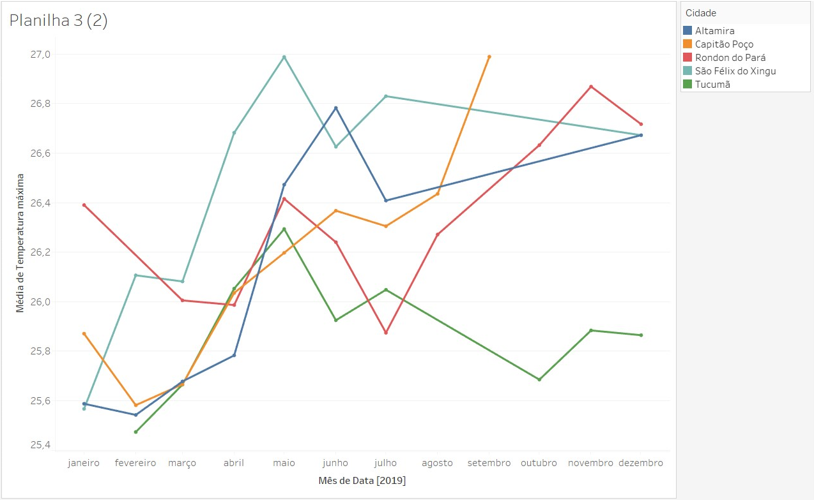 Planilha 3 (2)
Cidade
Altamira
Capitão Poço
Rondon do Pará
São Félix do Xingu
Tucumã
Média de Temperatura máxima
27,0
26,8
26,6
26,4
26,2
26,0
25,8
25,6
25,4
janeiro fevereiro março abril maio junho julho agosto setembro outubro novembro dezembro
Mês de Data [2019]